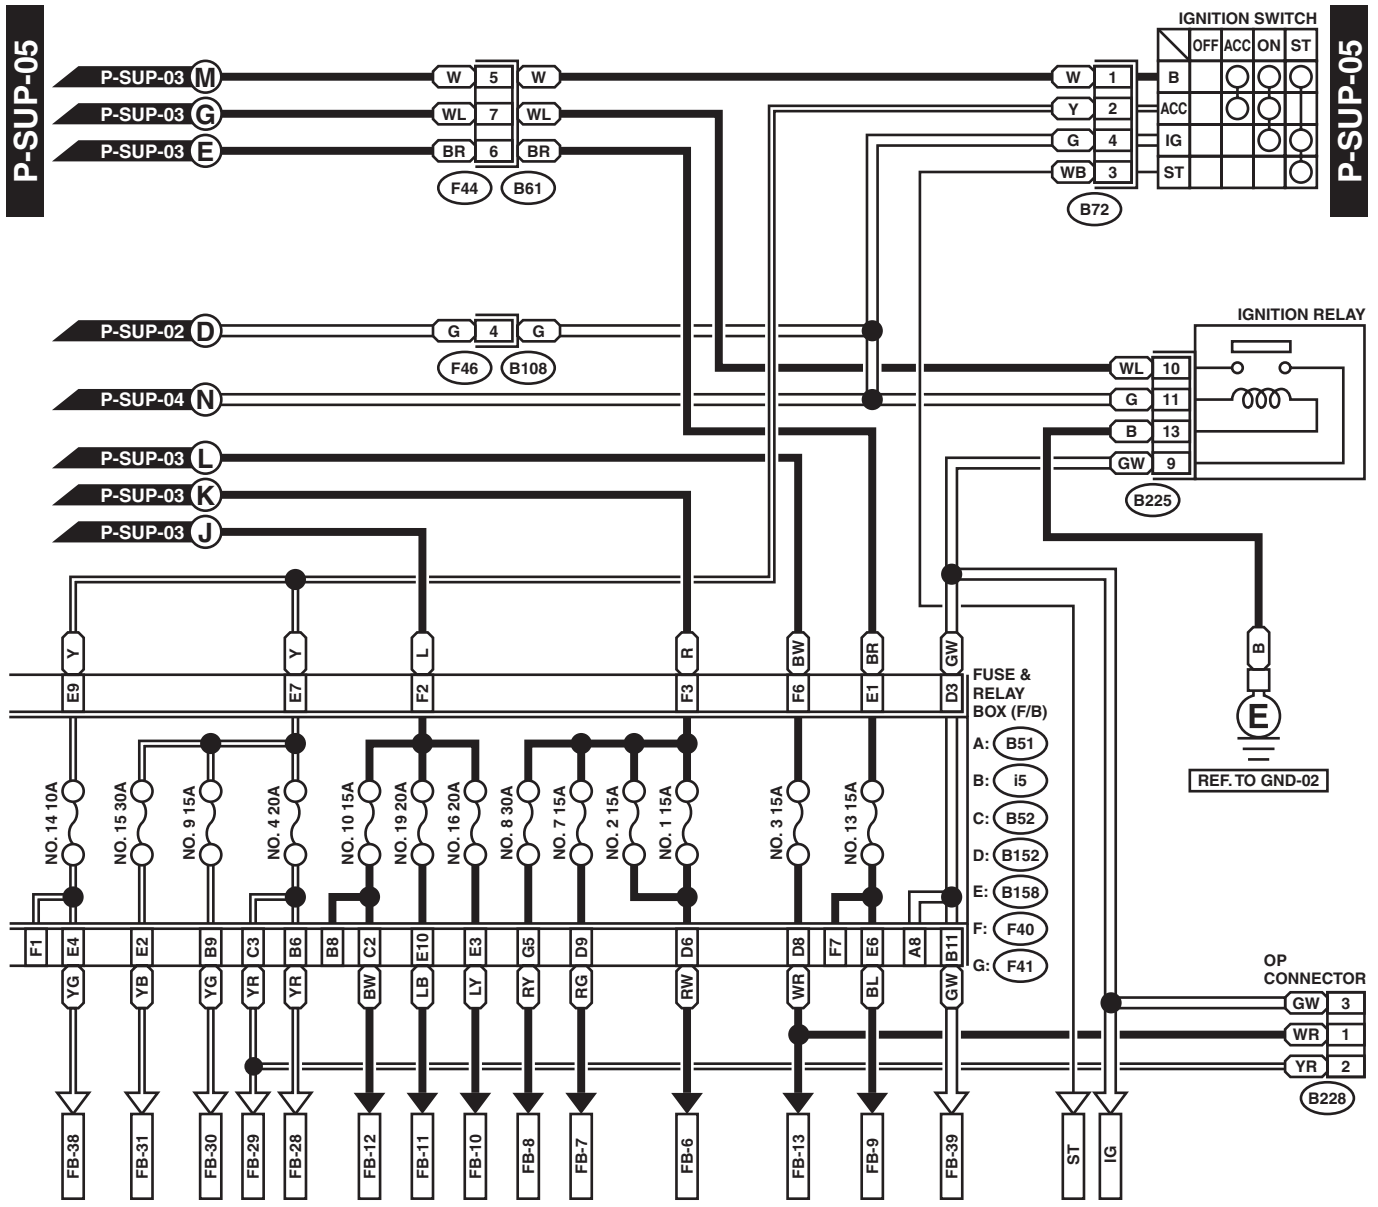 P-SUP-05
IGNITION SWITCH
P-SUP-05
OFF ACC ON ST
P-SUP-03 M W 5 W W 1 B
P-SUP-03 G WL 7 WL Y 2 ACC
P-SUP-03 E BR 6 BR G 4 IG
WB 3 ST
F44 B61
B72
P-SUP-02 D G 4 G
F46 B108
IGNITION RELAY
WL 10
P-SUP-04 N G 11
B 13
P-SUP-03 L GW 9
P-SUP-03 K B225
P-SUP-03 J
Y Y L R BW BR GW B
E9 E7 F2 F3 F6 E1 D3
FUSE &
RELAY
BOX (F/B)
E
REF. TO GND-02
A: B51
B: i5
C: B52
D: B152
E: B158
F: F40
G: F41
NO. 14 10A
NO. 15 30A
NO. 9 15A
NO. 4 20A
NO. 10 15A
NO. 19 20A
NO. 16 20A
NO. 8 30A
NO. 7 15A
NO. 2 15A
NO. 1 15A
NO. 3 15A
NO. 13 15A
F1 E4 E2 B9 C3 B6 B8 C2 E10 E3 G5 D9 D6 D8 F7 E6 A8 B11
YG YB YG YR YR BW LB LY RY RG RW WR BL GW
OP
CONNECTOR
GW 3
WR 1
YR 2
B228
FB-38 FB-31 FB-30 FB-29 FB-28 FB-12 FB-11 FB-10 FB-8 FB-7 FB-6 FB-13 FB-9 FB-39 ST IG